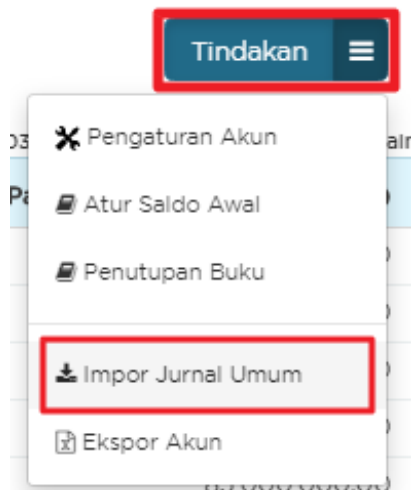 Tindakan
Pengaturan Akun
Atur Saldo Awal
Penutupan Buku
Impor Jurnal Umum
Ekspor Akun